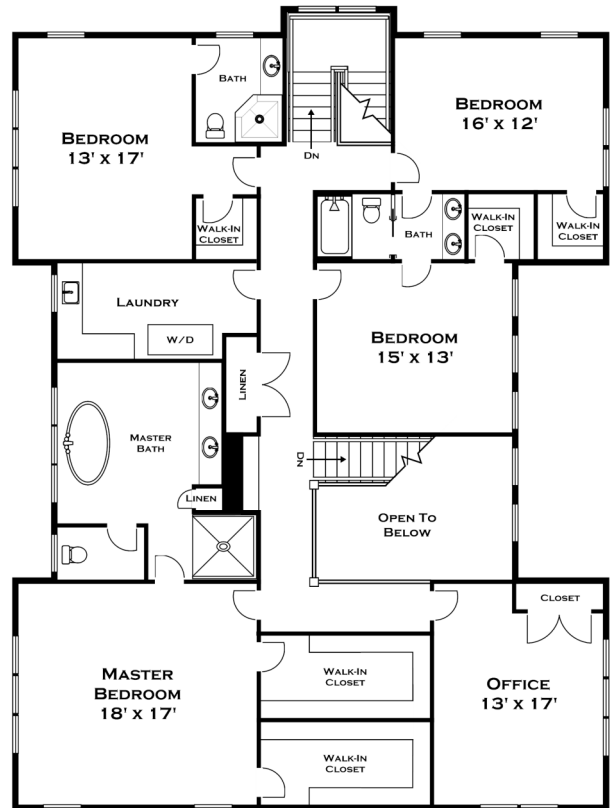 BATH
BEDROOM
13' X 17'
DN
BEDROOM
16' X 12'
WALK-IN
CLOSET
BATH
WALK-IN
CLOSET
WALK-IN
CLOSET
LAUNDRY
W/D
BEDROOM
15' X 13'
LINEN
MASTER
BATH
DN
LINEN
OPEN TO
BELOW
CLOSET
MASTER
BEDROOM
18' X 17'
WALK-IN
CLOSET
OFFICE
13' X 17'
WALK-IN
CLOSET